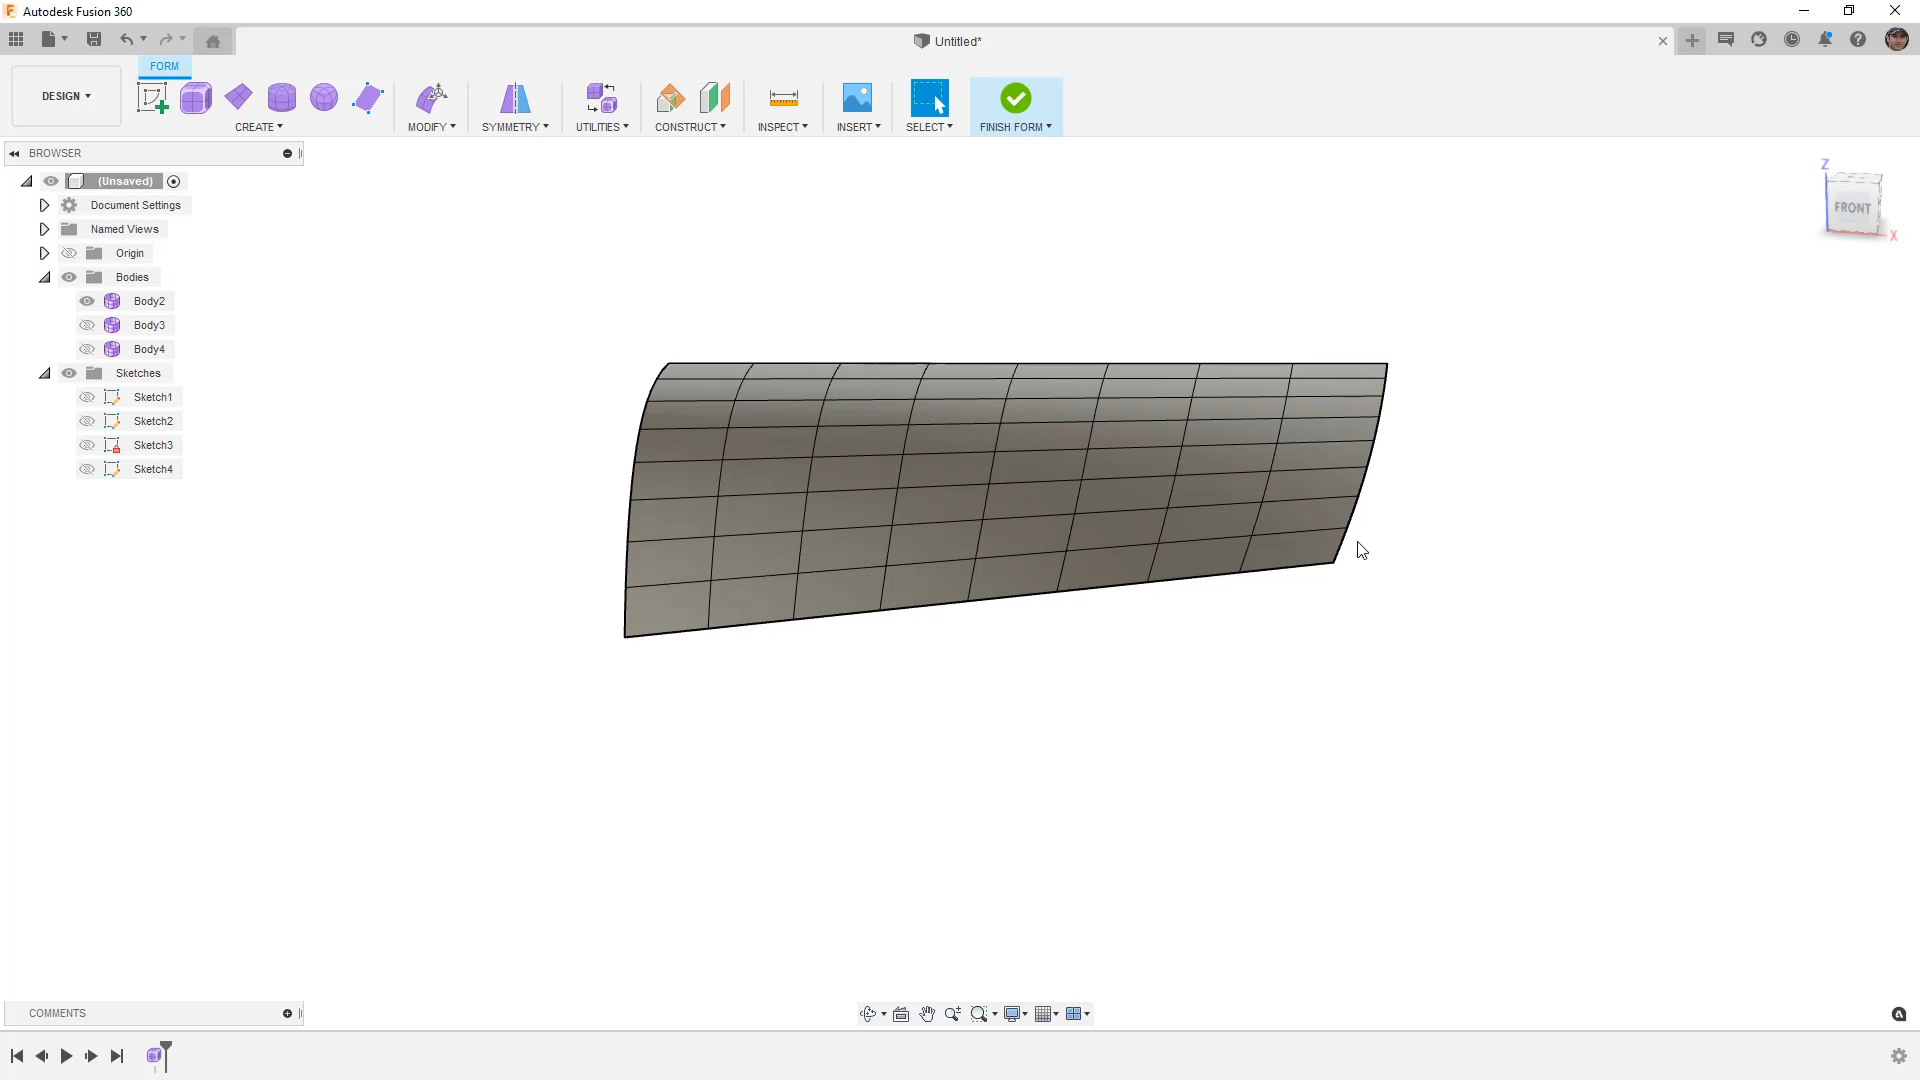 Autodesk Fusion 360
Untitled*
FORM
DESIGN
CREATE
MODIFY
SYMMETRY
UTILITIES
CONSTRUCT
INSPECT
INSERT
SELECT
FINISH FORM
BROWSER
(Unsaved)
Document Settings
Named Views
Origin
Bodies
Body2
Body3
Body4
Sketches
Sketch1
Sketch2
Sketch3
Sketch4
Z
FRONT
X
COMMENTS